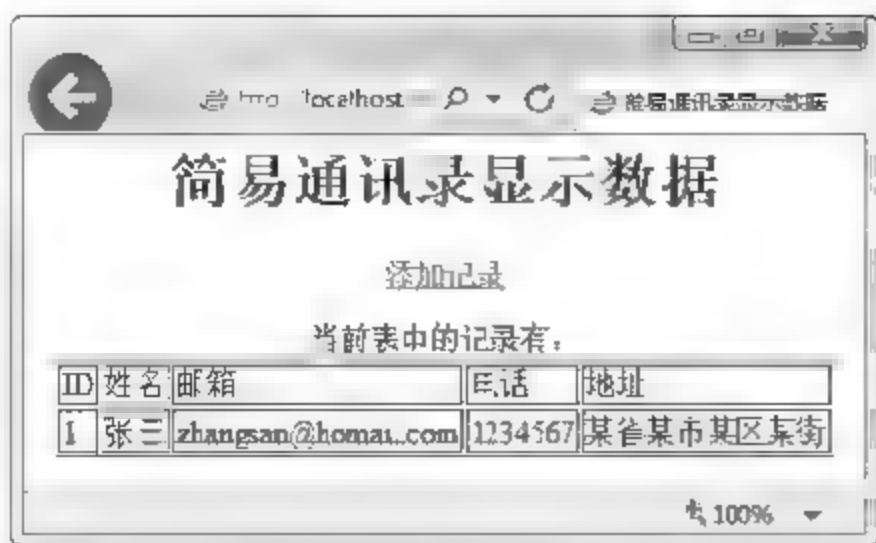 localhost 简易通讯录显示数据
简易通讯录显示数据
添加记录
当前表中的记录有：
ID 姓名 邮箱 电话 地址
1 张三 zhangsan@homau.com 1234567 某省某市某区某街
100%